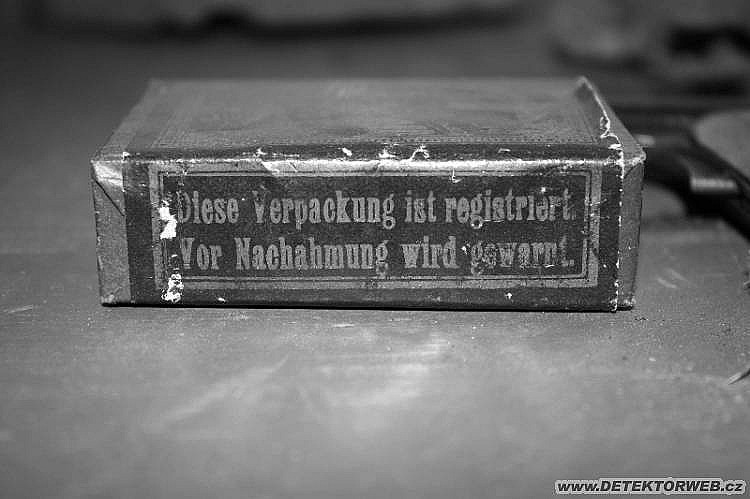 Diese Verpackung ist registriert.
Vor Nachahmung wird gewarnt.
www.DETEKTORWEB.cz